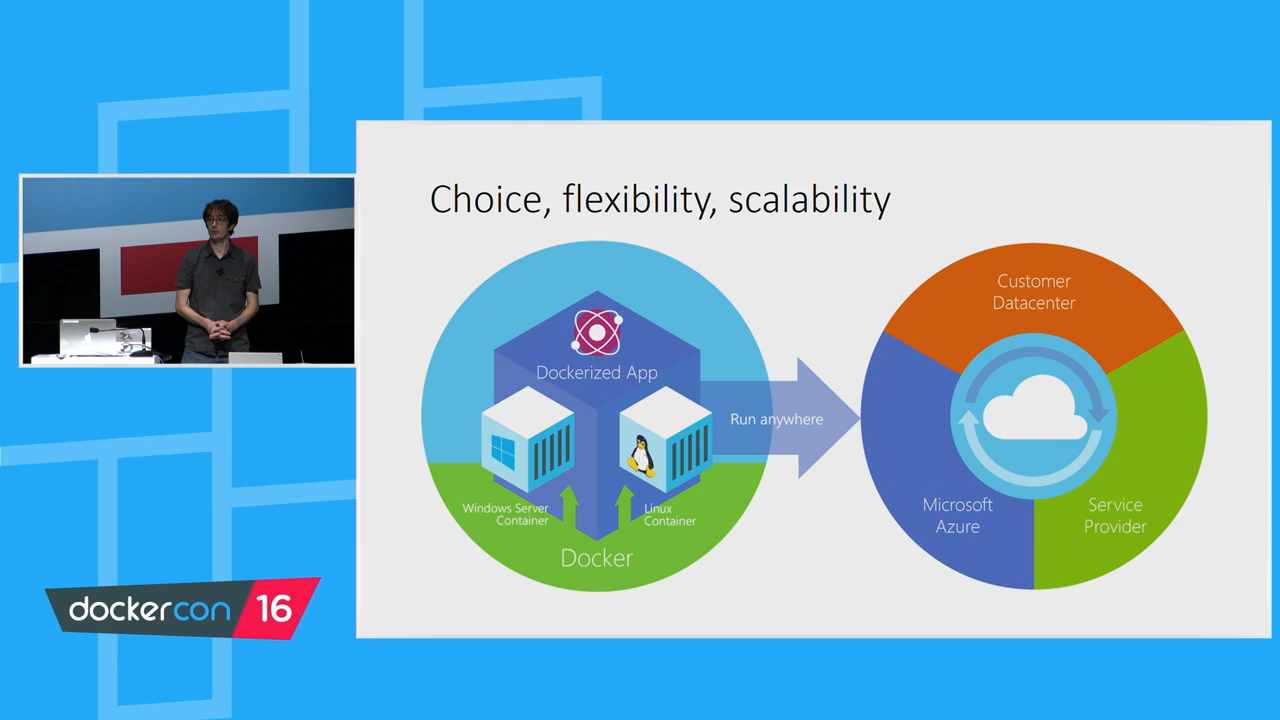 Choice, flexibility, scalability
Dockerized App
Windows Server
Container
Linux
Container
Docker
Run anywhere
Customer
Datacenter
Microsoft
Azure
Service
Provider
dockercon 16